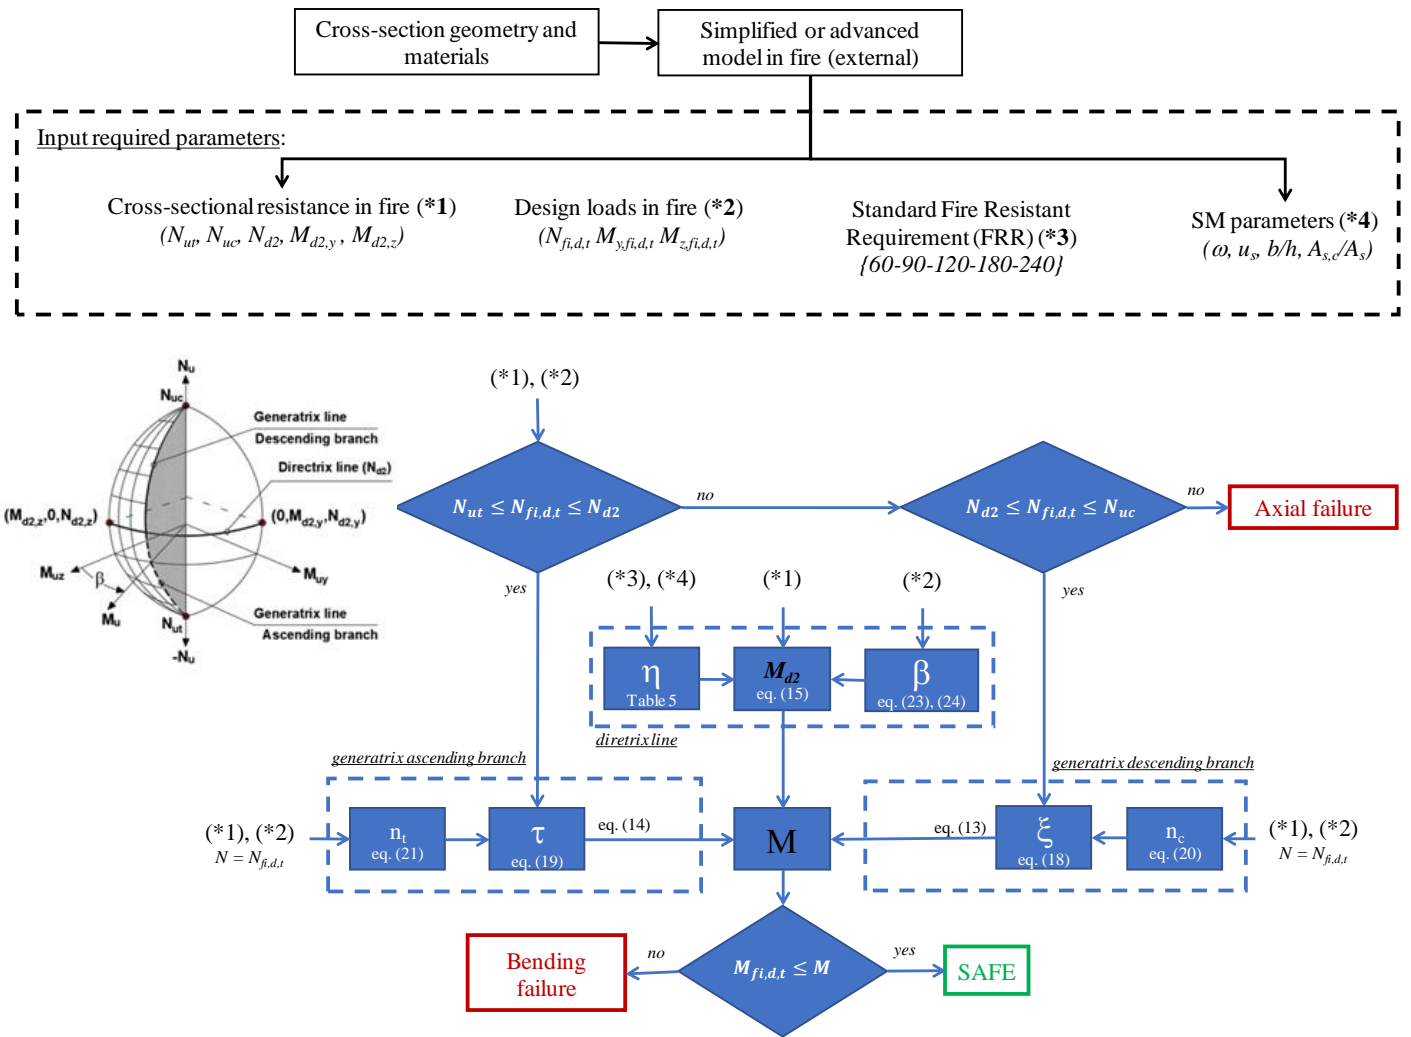 Cross-section geometry and
materials
Simplified or advanced
model in fire (external)
Input required parameters:
Cross-sectional resistance in fire (*1)
(Nut, Nuc, Nd2, Md2,y , Md2,z)
Design loads in fire (*2)
(Nfi,d,t My,fi,d,t Mz,fi,d,t)
Standard Fire Resistant
Requirement (FRR) (*3)
{60-90-120-180-240}
SM parameters (*4)
(ω, us, b/h, As,c/As)
Nu
Nuc
Generatrix line
Descending branch
Directrix line (Nd2)
(Md2,z,0,Nd2,z)
(0,Md2,y,Nd2,y)
Muz
β
Muy
Mu
Nut
Generatrix line
Ascending branch
-Nu
(*1), (*2)
Nut ≤ Nfi,d,t ≤ Nd2
no
Nd2 ≤ Nfi,d,t ≤ Nuc
no
Axial failure
yes
yes
(*3), (*4)
(*1)
(*2)
η
Table 5
Md2
eq. (15)
β
eq. (23), (24)
diretrix line
generatrix ascending branch
generatrix descending branch
(*1), (*2)
N = Nfi,d,t
nt
eq. (21)
τ
eq. (19)
eq. (14)
M
eq. (13)
ξ
eq. (18)
nc
eq. (20)
(*1), (*2)
N = Nfi,d,t
Mfi,d,t ≤ M
no
Bending
failure
yes
SAFE